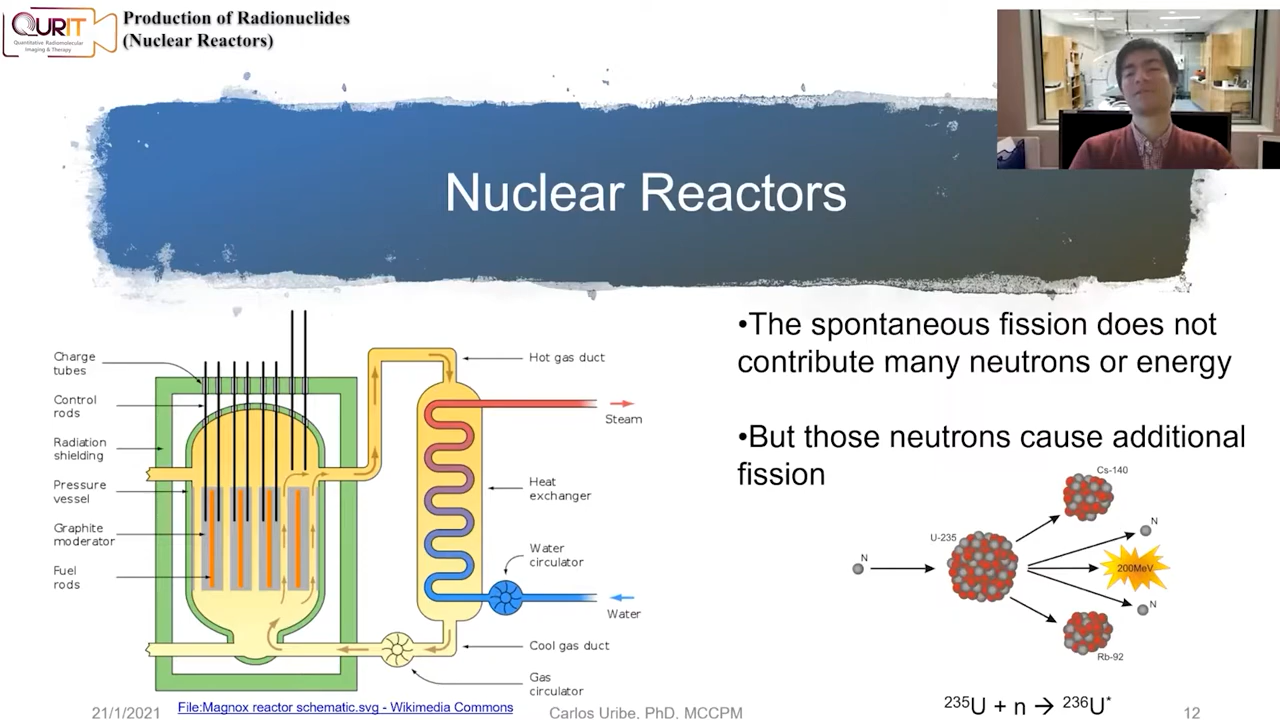 QURIT
Quantitative Radiomolecular
Imaging & Therapy
Production of Radionuclides
(Nuclear Reactors)
Nuclear Reactors
Charge
tubes
Control
rods
Radiation
shielding
Pressure
vessel
Graphite
moderator
Fuel
rods
Hot gas duct
Steam
Heat
exchanger
Water
circulator
Water
Cool gas duct
Gas
circulator
•The spontaneous fission does not
contribute many neutrons or energy
•But those neutrons cause additional
fission
Cs-140
N
U-235
N
200MeV
N
Rb-92
²³⁵U + n → ²³⁶U*
21/1/2021
File:Magnox reactor schematic.svg - Wikimedia Commons
Carlos Uribe, PhD, MCCPM
12